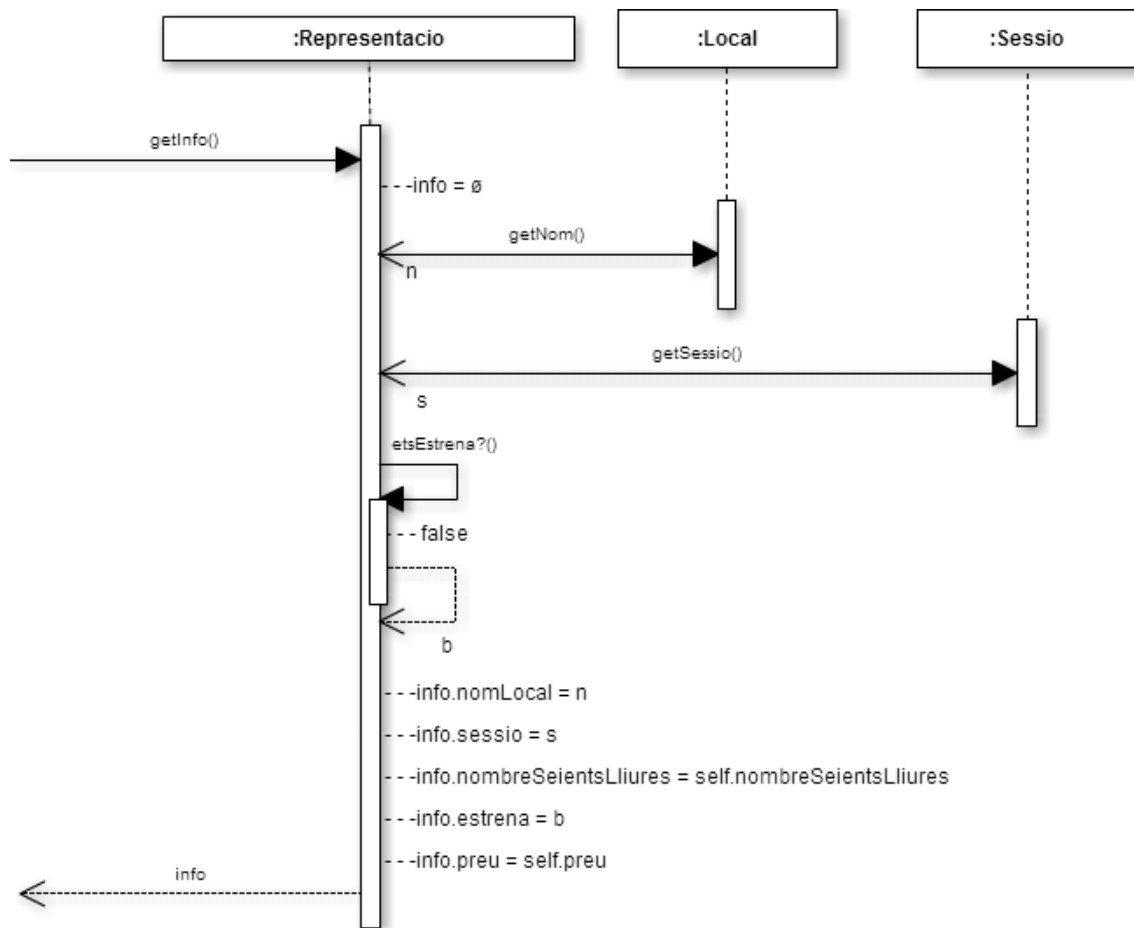 :Representacio
:Local
:Sessio
getInfo()
---info = ø
getNom()
n
getSessio()
s
etsEstrena?()
--- false
b
---info.nomLocal = n
---info.sessio = s
---info.nombreSeientsLliures = self.nombreSeientsLliures
---info.estrena = b
---info.preu = self.preu
info